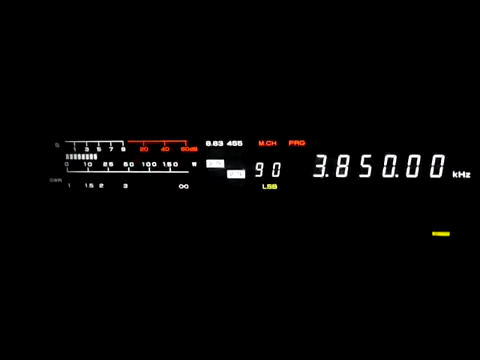 S 1 3 5 7 9 20 40 60dB 8.83 455 M.CH PRG
0 10 25 50 100 150 W 90 3.850.00 kHz
SWR 1 1.5 2 3 ∞ LSB